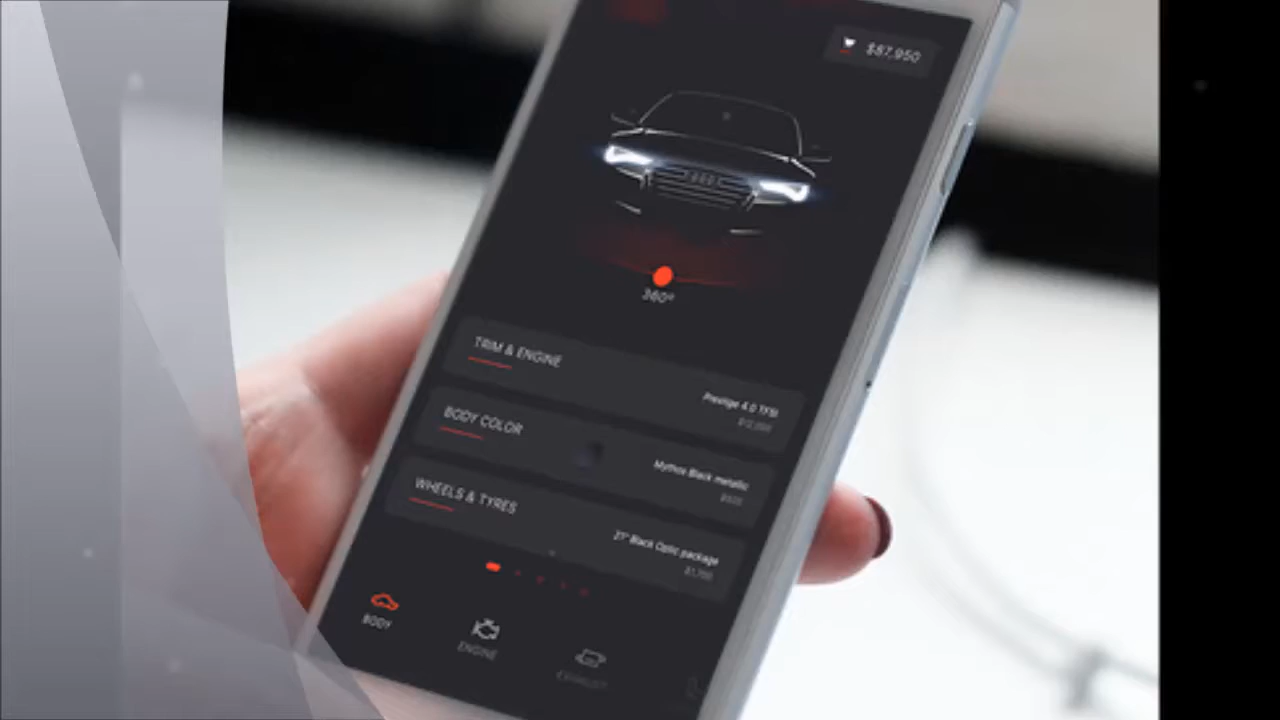 $87,950
360°
TRIM & ENGINE
Prestige 4.0 TFSI
BODY COLOR
Mythos Black metallic
WHEELS & TYRES
21" Black Optic package
BODY
ENGINE
EXHAUST